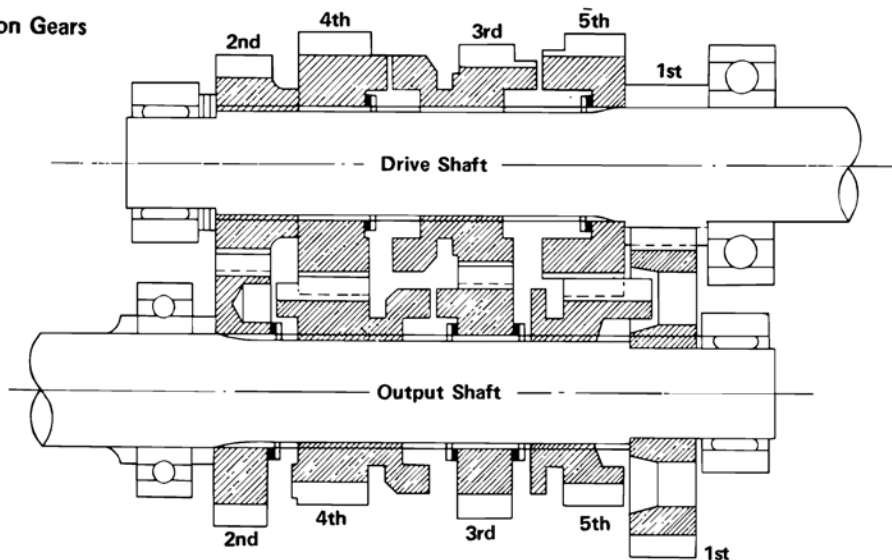 on Gears
4th
2nd
3rd
5th
1st
Drive Shaft
Output Shaft
4th
2nd
3rd
5th
1st